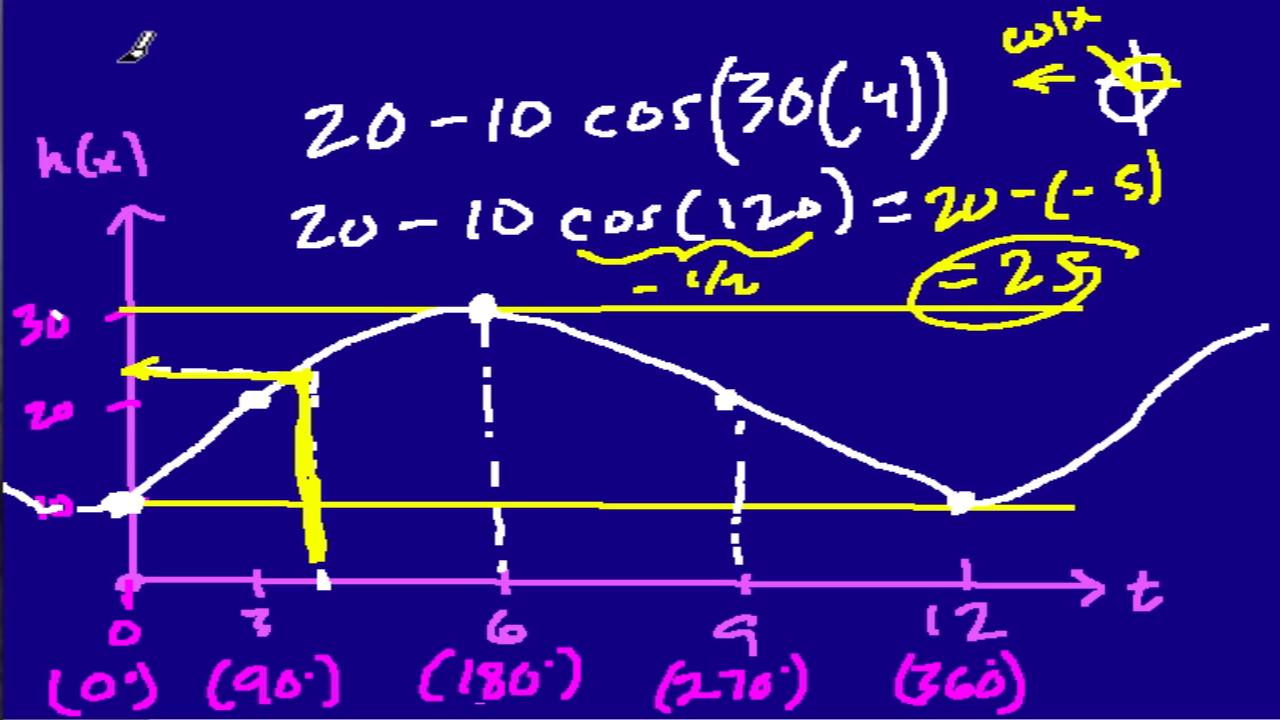 cosx
20 - 10 cos(30(4))
h(x)
20 - 10 cos(120) = 20 - (-5)
- 1/2
= 25
30
20
10
t
0 3 6 9 12
(0°) (90°) (180°) (270°) (360°)